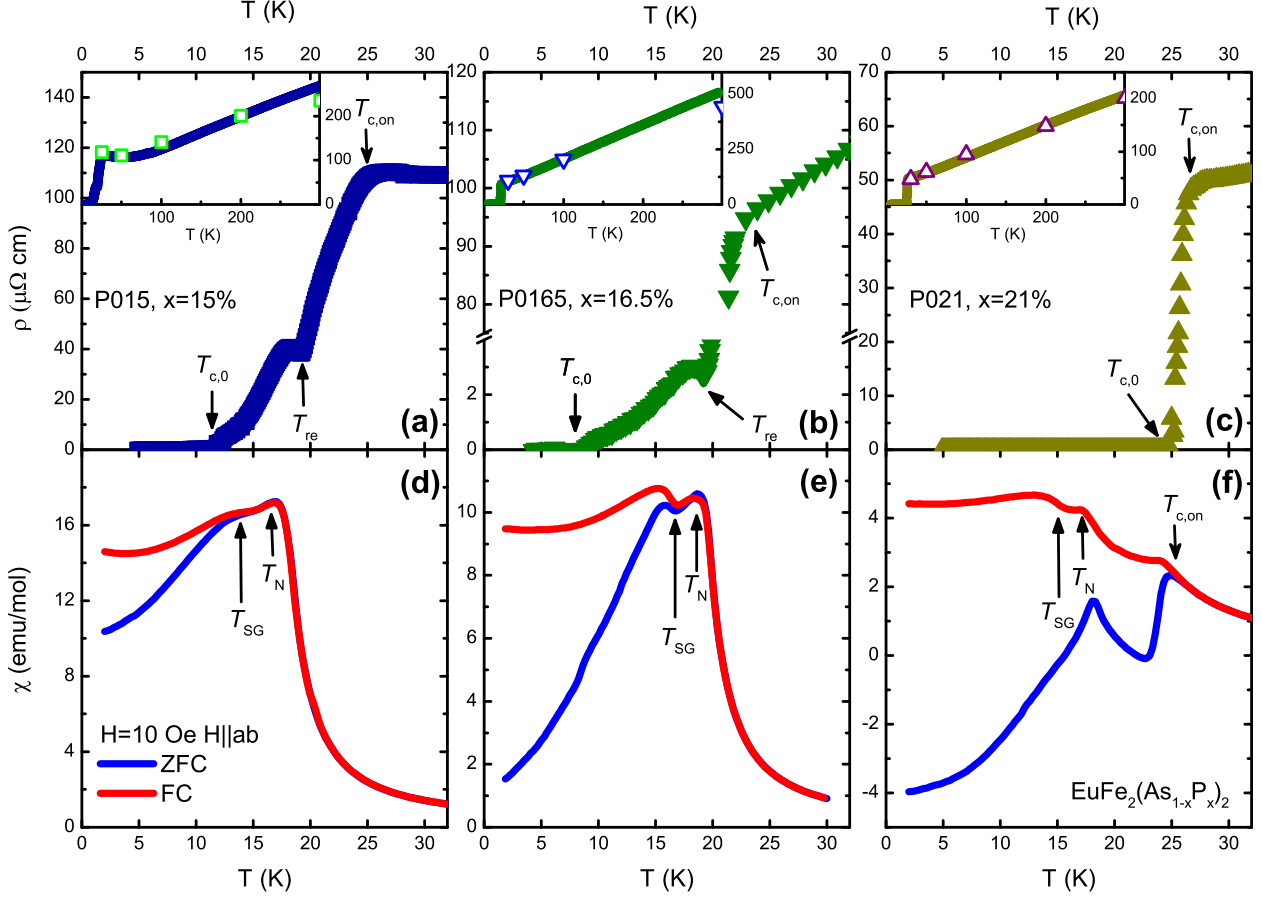 T (K) T (K) T (K)
0 5 10 15 20 25 30 0 5 10 15 20 25 30 0 5 10 15 20 25 30
ρ (μΩ cm)
140
120
100
80
60
40
20
0
200
100
0
100 200
T (K)
T_c,on
P015, x=15%
T_c,0
T_re
(a)
120
115
110
105
100
90
80
2
0
500
250
0
100 200
T (K)
T_c,on
P0165, x=16.5%
T_c,0
T_re
(b)
70
60
50
40
30
20
10
0
200
100
0
100 200
T (K)
T_c,on
P021, x=21%
T_c,0
(c)
χ (emu/mol)
16
12
8
4
0
(d)
T_N
T_SG
H=10 Oe H||ab
ZFC
FC
10
8
6
4
2
0
(e)
T_N
T_SG
4
2
0
-2
-4
(f)
T_c,on
T_N
T_SG
EuFe₂(As₁₋ₓPₓ)₂
0 5 10 15 20 25 30 0 5 10 15 20 25 30 0 5 10 15 20 25 30
T (K) T (K) T (K)